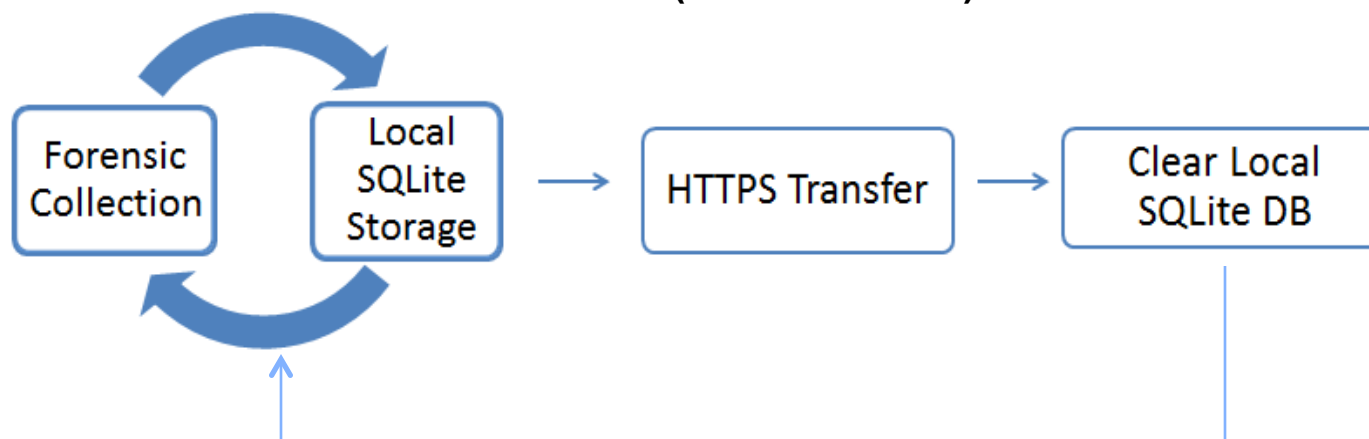 Forensic
Collection
Local
SQLite
Storage
HTTPS Transfer
Clear Local
SQLite DB